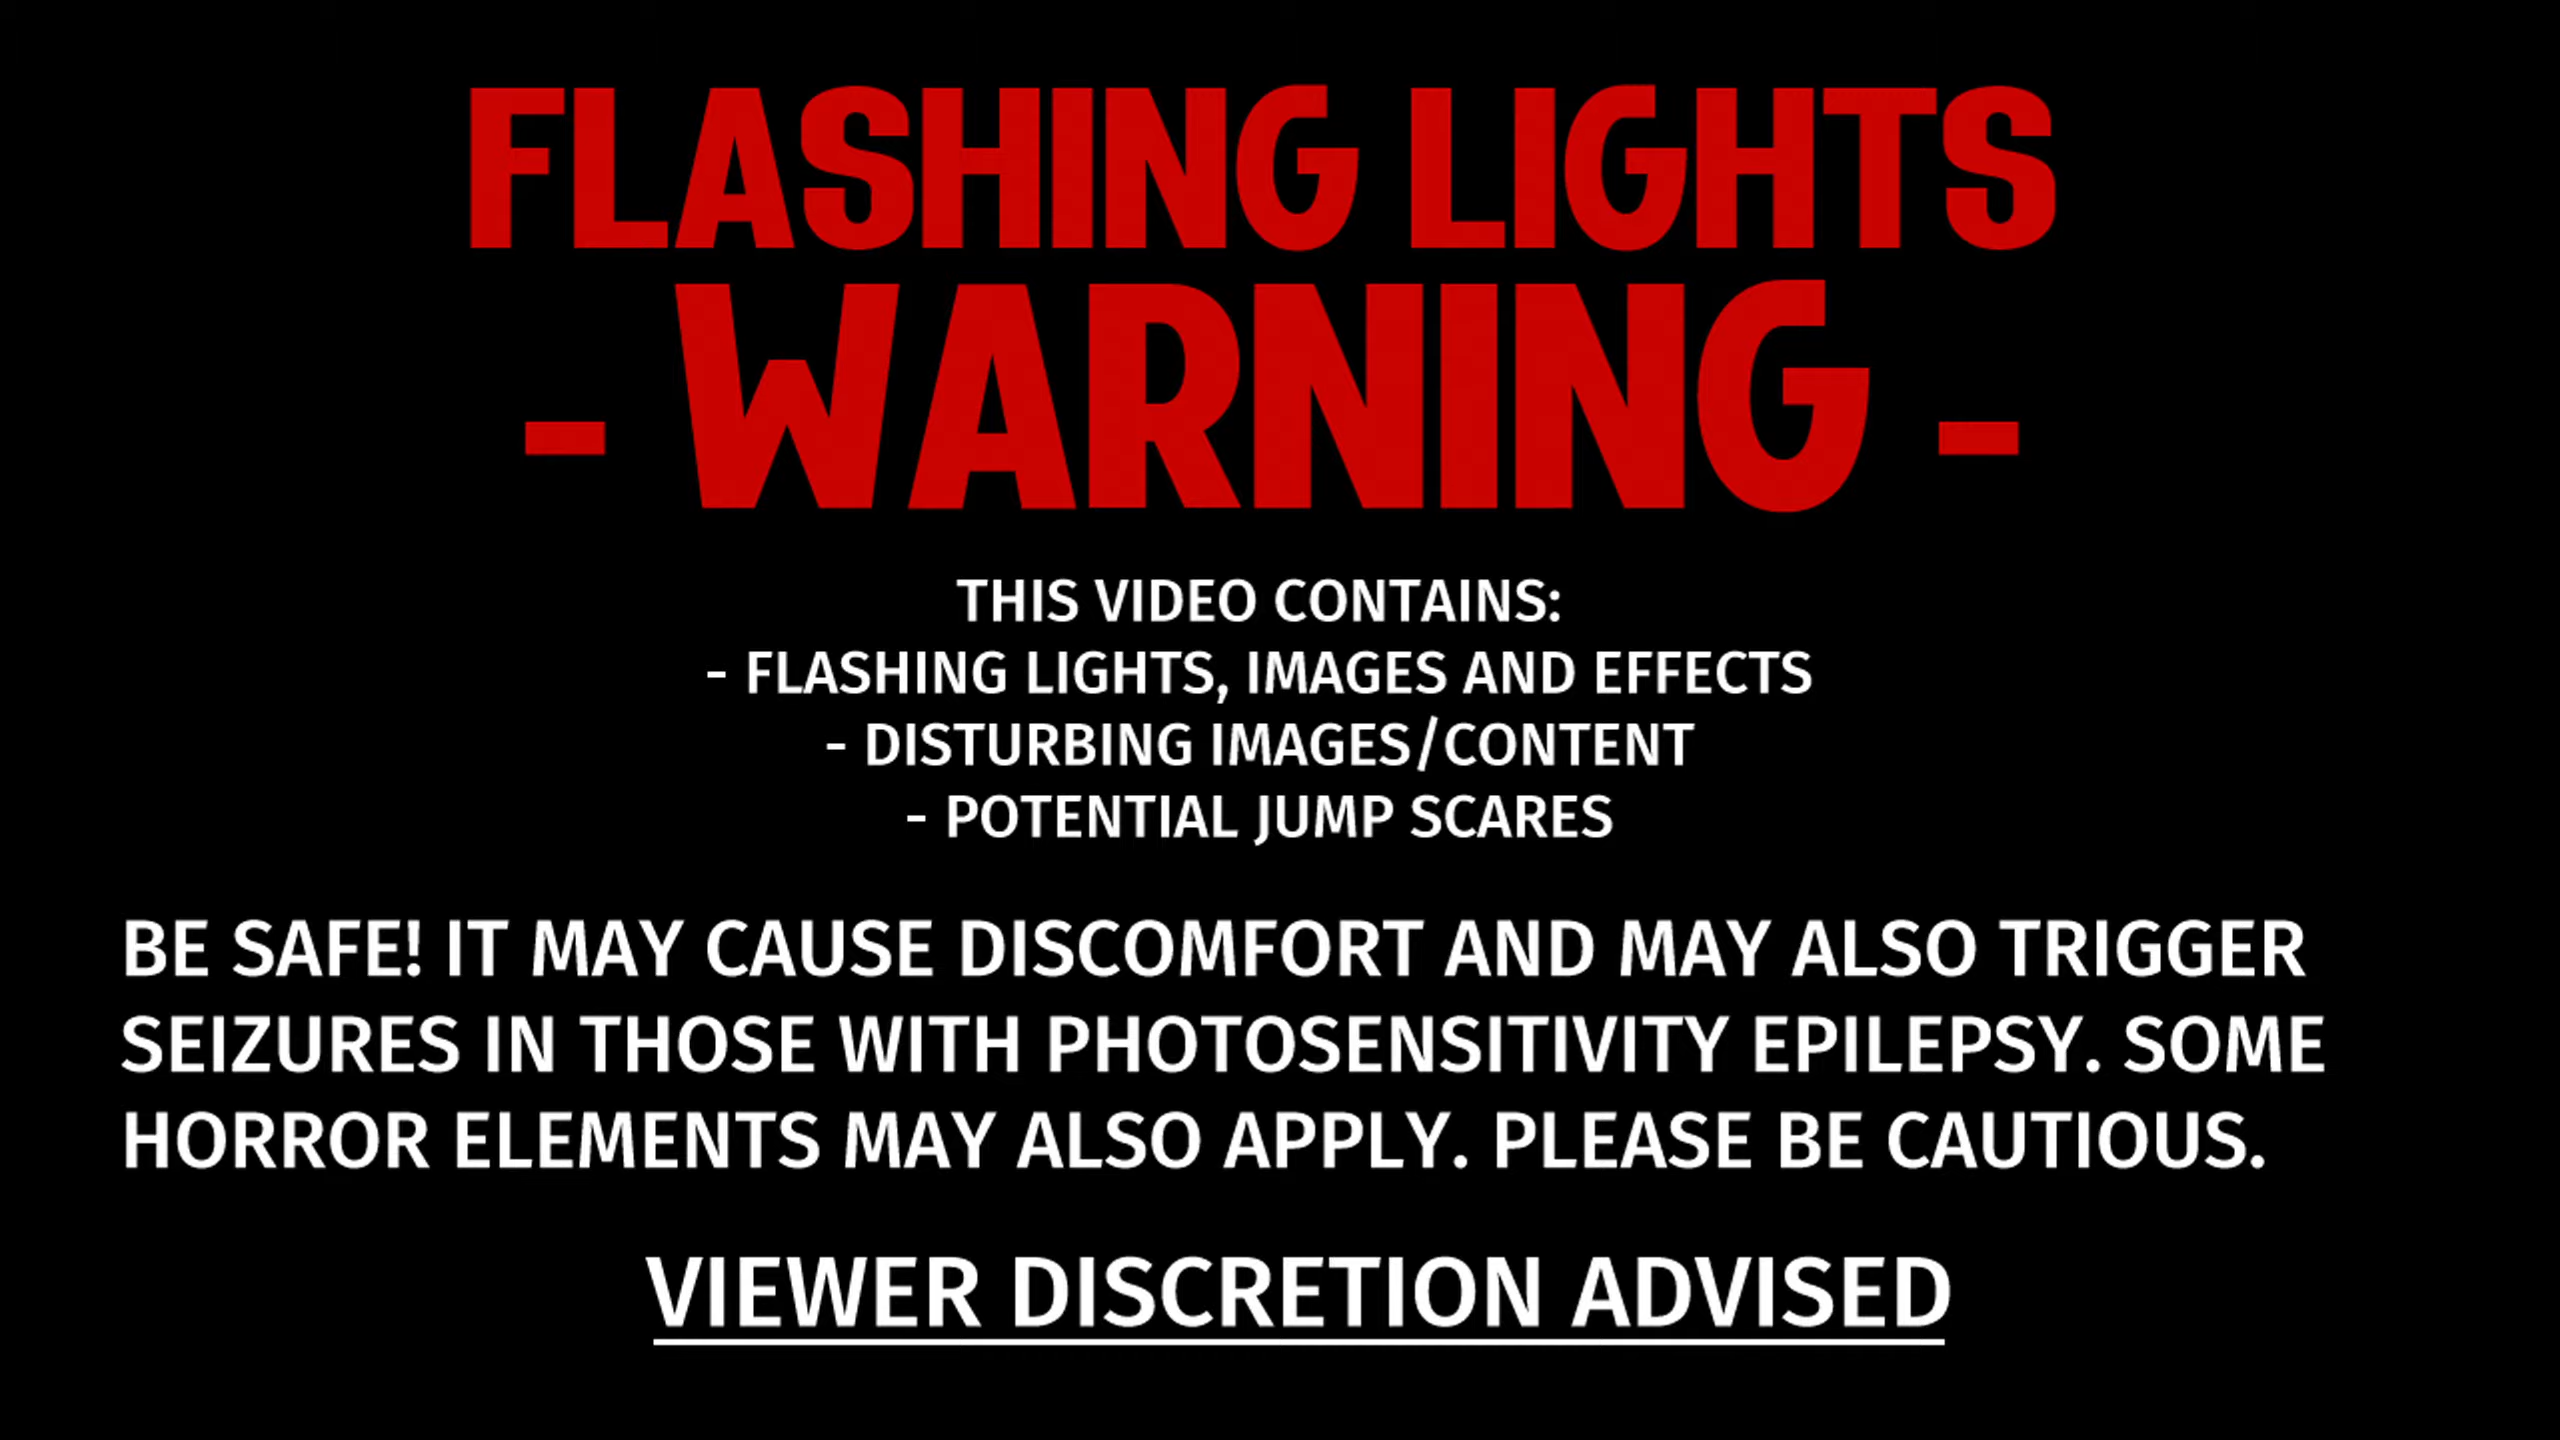 FLASHING LIGHTS
- WARNING -
THIS VIDEO CONTAINS:
- FLASHING LIGHTS, IMAGES AND EFFECTS
- DISTURBING IMAGES/CONTENT
- POTENTIAL JUMP SCARES
BE SAFE! IT MAY CAUSE DISCOMFORT AND MAY ALSO TRIGGER
SEIZURES IN THOSE WITH PHOTOSENSITIVITY EPILEPSY. SOME
HORROR ELEMENTS MAY ALSO APPLY. PLEASE BE CAUTIOUS.
VIEWER DISCRETION ADVISED